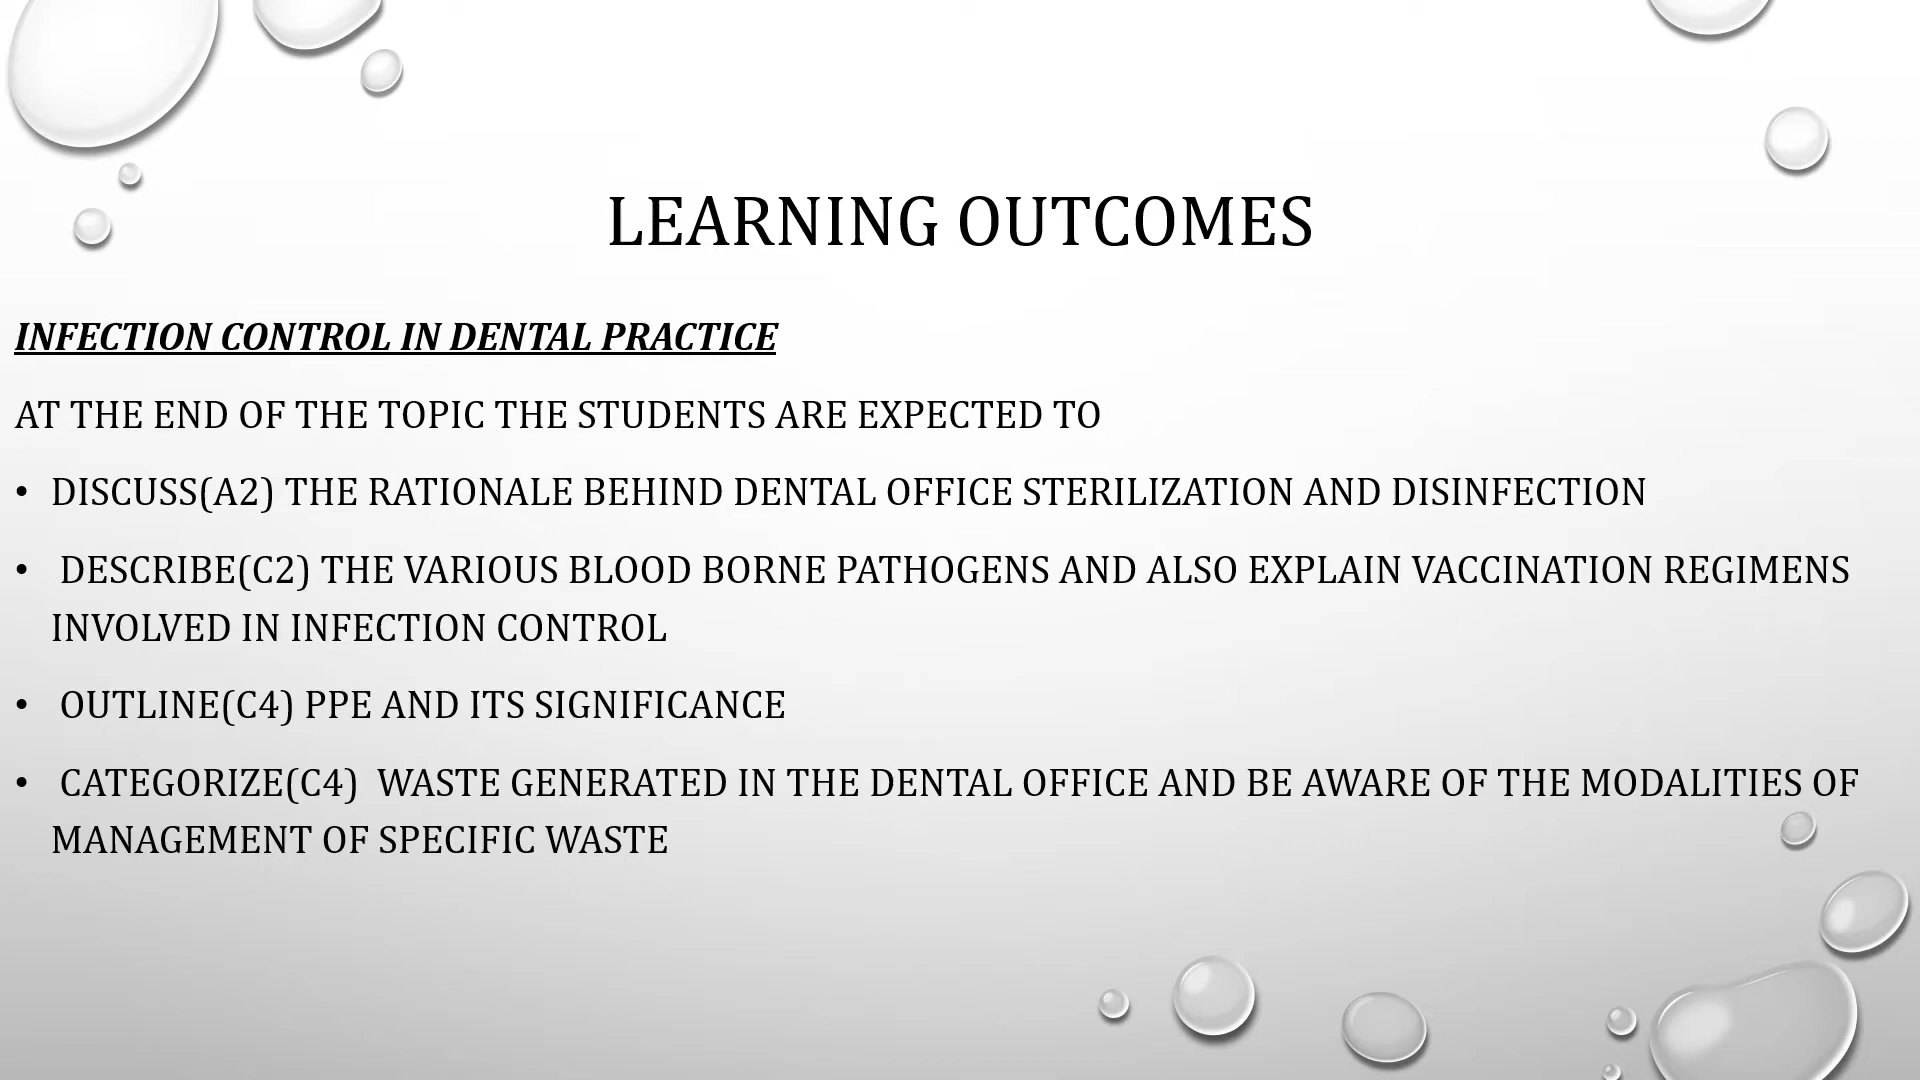 LEARNING OUTCOMES
INFECTION CONTROL IN DENTAL PRACTICE
AT THE END OF THE TOPIC THE STUDENTS ARE EXPECTED TO
• DISCUSS(A2) THE RATIONALE BEHIND DENTAL OFFICE STERILIZATION AND DISINFECTION
• DESCRIBE(C2) THE VARIOUS BLOOD BORNE PATHOGENS AND ALSO EXPLAIN VACCINATION REGIMENS
INVOLVED IN INFECTION CONTROL
• OUTLINE(C4) PPE AND ITS SIGNIFICANCE
• CATEGORIZE(C4) WASTE GENERATED IN THE DENTAL OFFICE AND BE AWARE OF THE MODALITIES OF
MANAGEMENT OF SPECIFIC WASTE